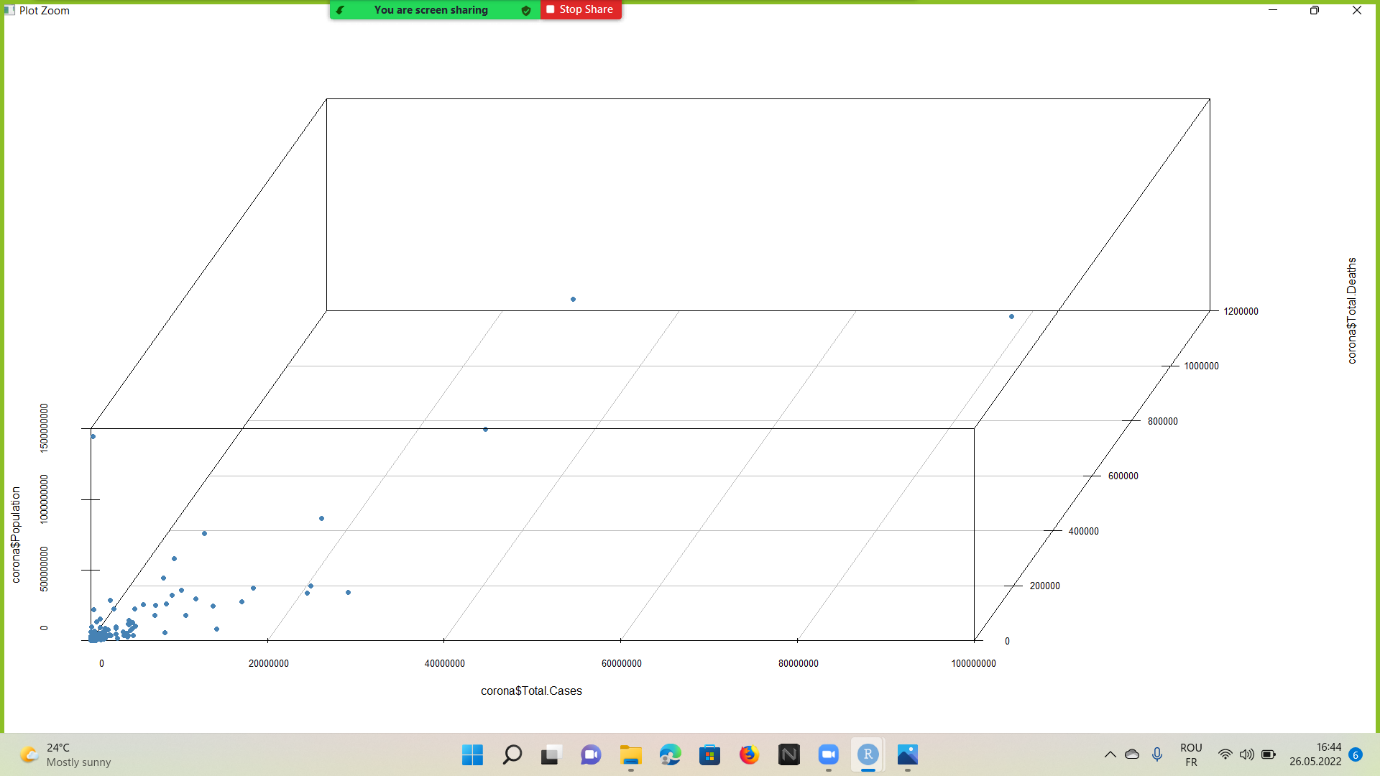 Plot Zoom
You are screen sharing
Stop Share
1200000
1000000
800000
600000
400000
200000
0
corona$Total.Deaths
1500000000
1000000000
500000000
0
corona$Population
0
20000000
40000000
60000000
80000000
100000000
corona$Total.Cases
24°C
Mostly sunny
N
R
ROU
FR
16:44
26.05.2022
6